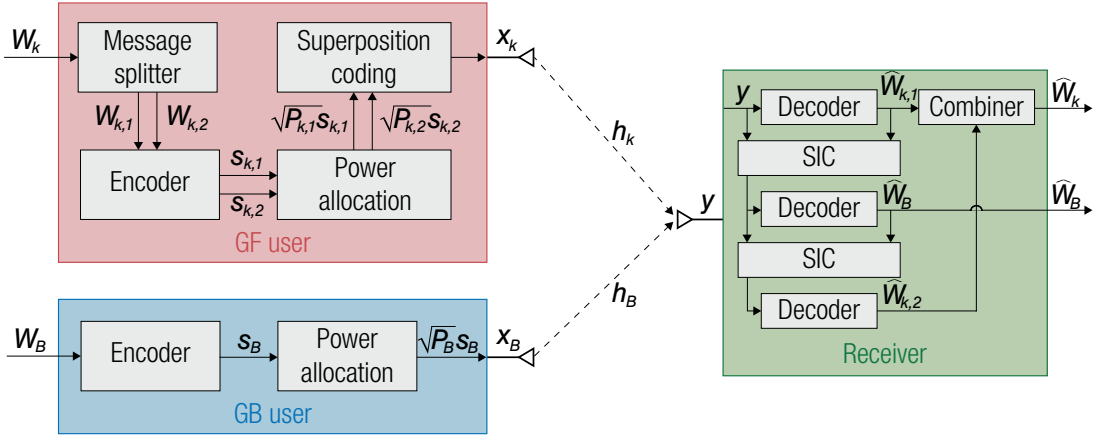 W_k
Message
splitter
Superposition
coding
x_k
W_{k,1} W_{k,2}
√P_{k,1} s_{k,1} √P_{k,2} s_{k,2}
Encoder
s_{k,1}
s_{k,2}
Power
allocation
GF user
W_B
Encoder
s_B
Power
allocation
√P_B s_B
x_B
GB user
h_k
h_B
y
y
Decoder
Ŵ_{k,1}
Combiner
Ŵ_k
SIC
Decoder
Ŵ_B
Ŵ_B
SIC
Decoder
Ŵ_{k,2}
Receiver